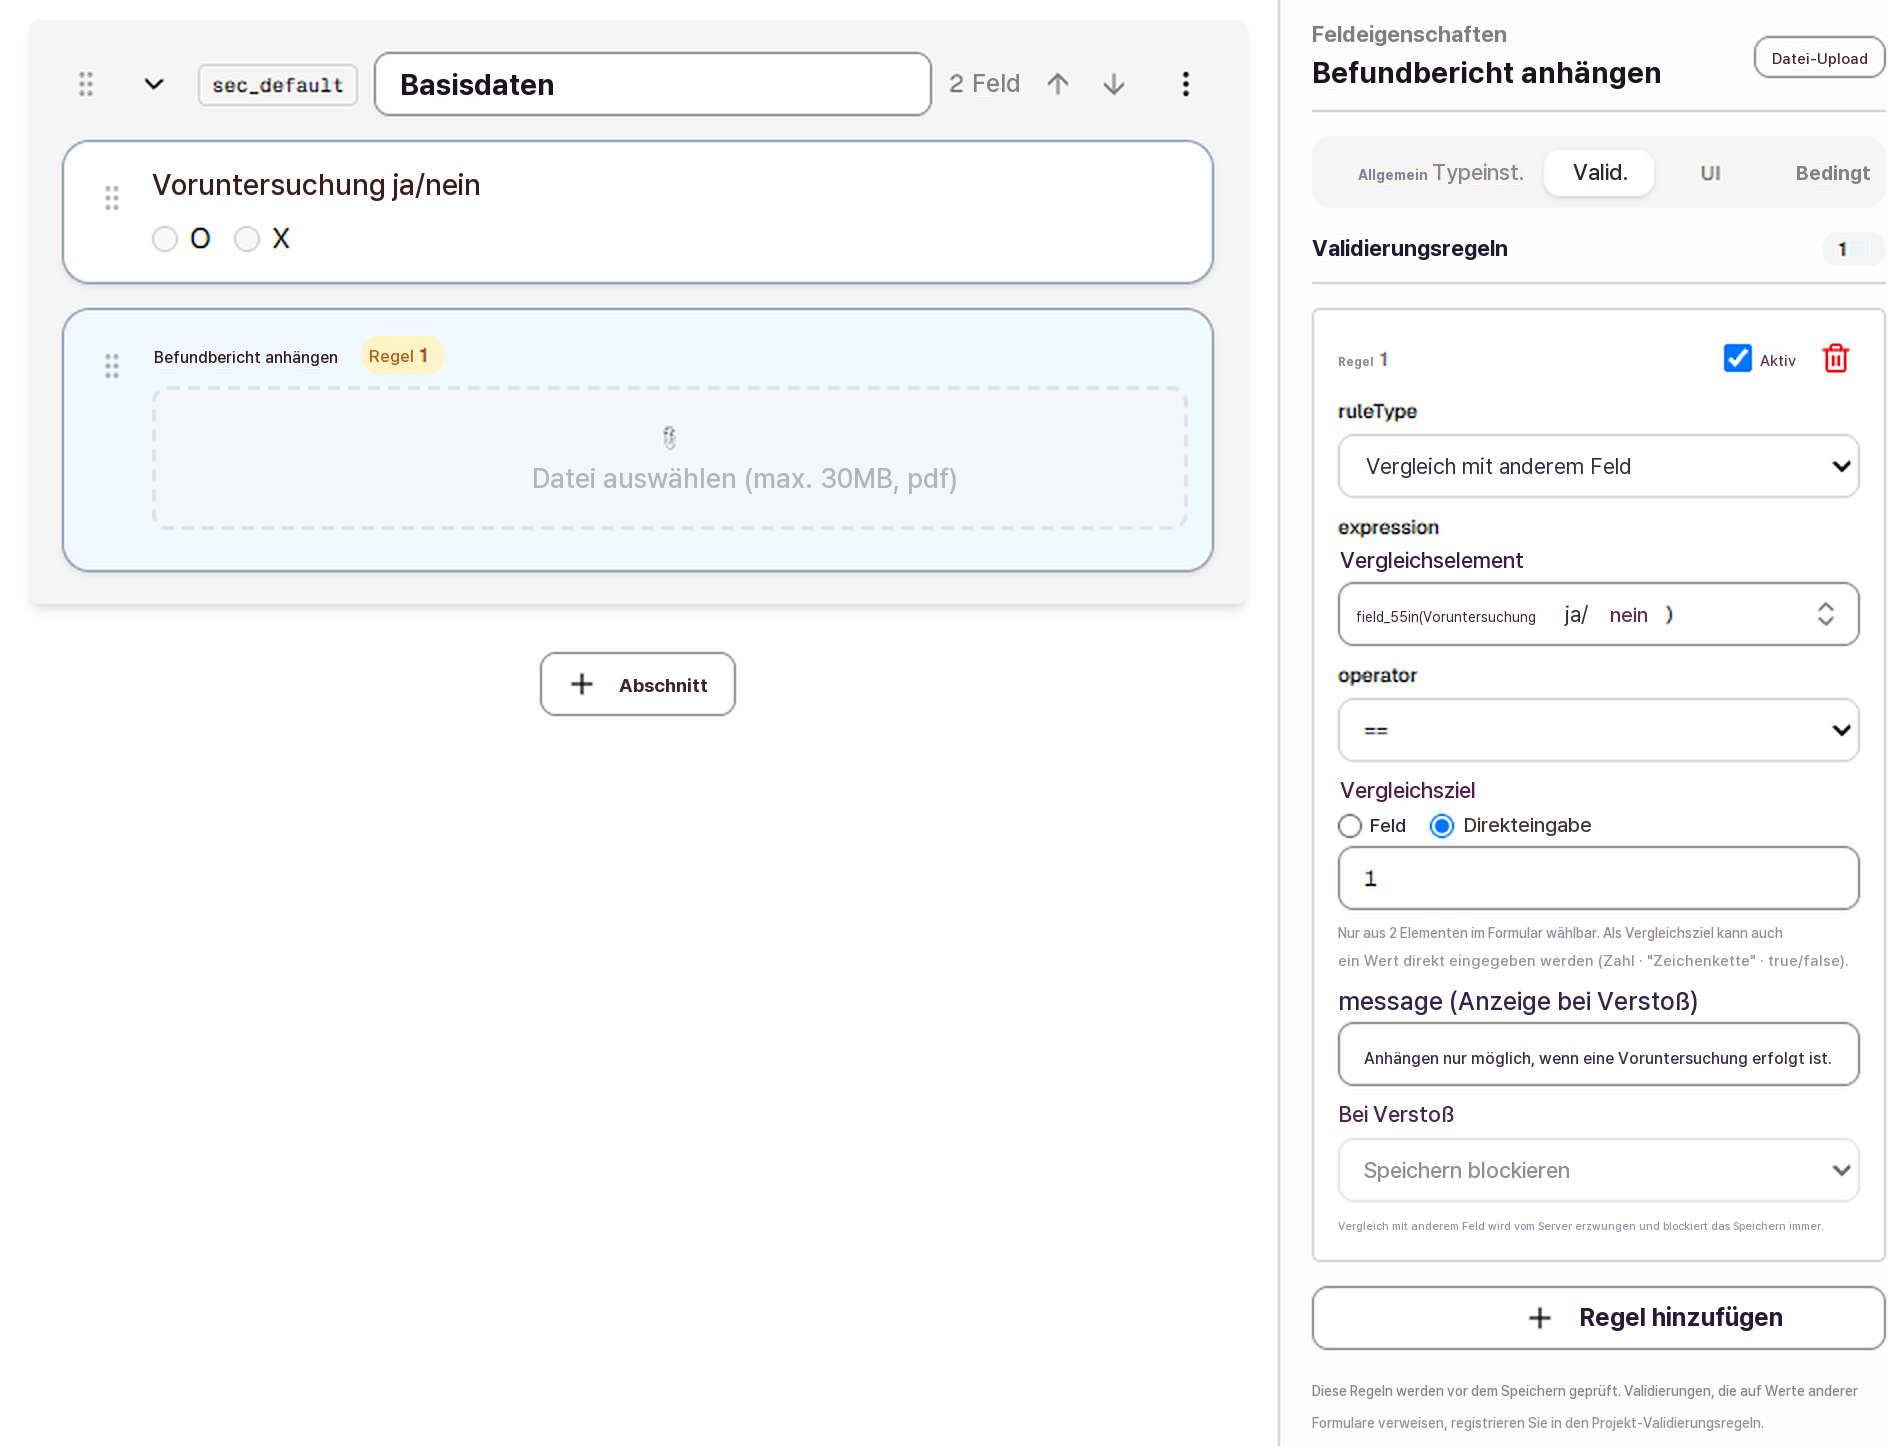 sec_default
Basisdaten
2 Feld
Voruntersuchung ja/nein
O X
Befundbericht anhängen
Regel 1
Datei auswählen (max. 30MB, pdf)
Abschnitt
Feldeigenschaften
Befundbericht anhängen
Datei-Upload
Allgemein Typeinst. Valid. UI Bedingt
Validierungsregeln
1
Regel 1
Aktiv
ruleType
Vergleich mit anderem Feld
expression
Vergleichselement
field_55in(Voruntersuchung ja/ nein )
operator
==
Vergleichsziel
Feld Direkteingabe
1
Nur aus 2 Elementen im Formular wählbar. Als Vergleichsziel kann auch
ein Wert direkt eingegeben werden (Zahl · "Zeichenkette" · true/false).
message (Anzeige bei Verstoß)
Anhängen nur möglich, wenn eine Voruntersuchung erfolgt ist.
Bei Verstoß
Speichern blockieren
Vergleich mit anderem Feld wird vom Server erzwungen und blockiert das Speichern immer.
Regel hinzufügen
Diese Regeln werden vor dem Speichern geprüft. Validierungen, die auf Werte anderer
Formulare verweisen, registrieren Sie in den Projekt-Validierungsregeln.